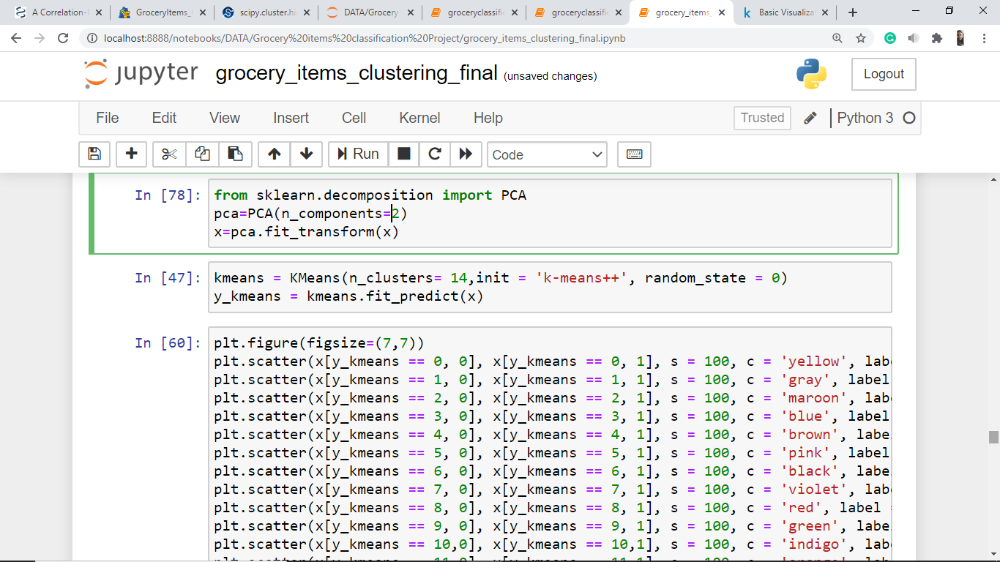 A Correlation-
GroceryItems_
scipy.cluster.hi
DATA/Grocery
groceryclassific
groceryclassific
grocery_items_
Basic Visualiza
localhost:8888/notebooks/DATA/Grocery%20items%20classification%20Project/grocery_items_clustering_final.ipynb
jupyter grocery_items_clustering_final (unsaved changes)
Logout
File Edit View Insert Cell Kernel Help
Trusted
Python 3
Run
Code
In [78]:
from sklearn.decomposition import PCA
pca=PCA(n_components=2)
x=pca.fit_transform(x)
In [47]:
kmeans = KMeans(n_clusters= 14,init = 'k-means++', random_state = 0)
y_kmeans = kmeans.fit_predict(x)
In [60]:
plt.figure(figsize=(7,7))
plt.scatter(x[y_kmeans == 0, 0], x[y_kmeans == 0, 1], s = 100, c = 'yellow', labe
plt.scatter(x[y_kmeans == 1, 0], x[y_kmeans == 1, 1], s = 100, c = 'gray', label
plt.scatter(x[y_kmeans == 2, 0], x[y_kmeans == 2, 1], s = 100, c = 'maroon', labe
plt.scatter(x[y_kmeans == 3, 0], x[y_kmeans == 3, 1], s = 100, c = 'blue', label
plt.scatter(x[y_kmeans == 4, 0], x[y_kmeans == 4, 1], s = 100, c = 'brown', labe
plt.scatter(x[y_kmeans == 5, 0], x[y_kmeans == 5, 1], s = 100, c = 'pink', label
plt.scatter(x[y_kmeans == 6, 0], x[y_kmeans == 6, 1], s = 100, c = 'black', labe
plt.scatter(x[y_kmeans == 7, 0], x[y_kmeans == 7, 1], s = 100, c = 'violet', labe
plt.scatter(x[y_kmeans == 8, 0], x[y_kmeans == 8, 1], s = 100, c = 'red', label =
plt.scatter(x[y_kmeans == 9, 0], x[y_kmeans == 9, 1], s = 100, c = 'green', labe
plt.scatter(x[y_kmeans == 10,0], x[y_kmeans == 10,1], s = 100, c = 'indigo', labe